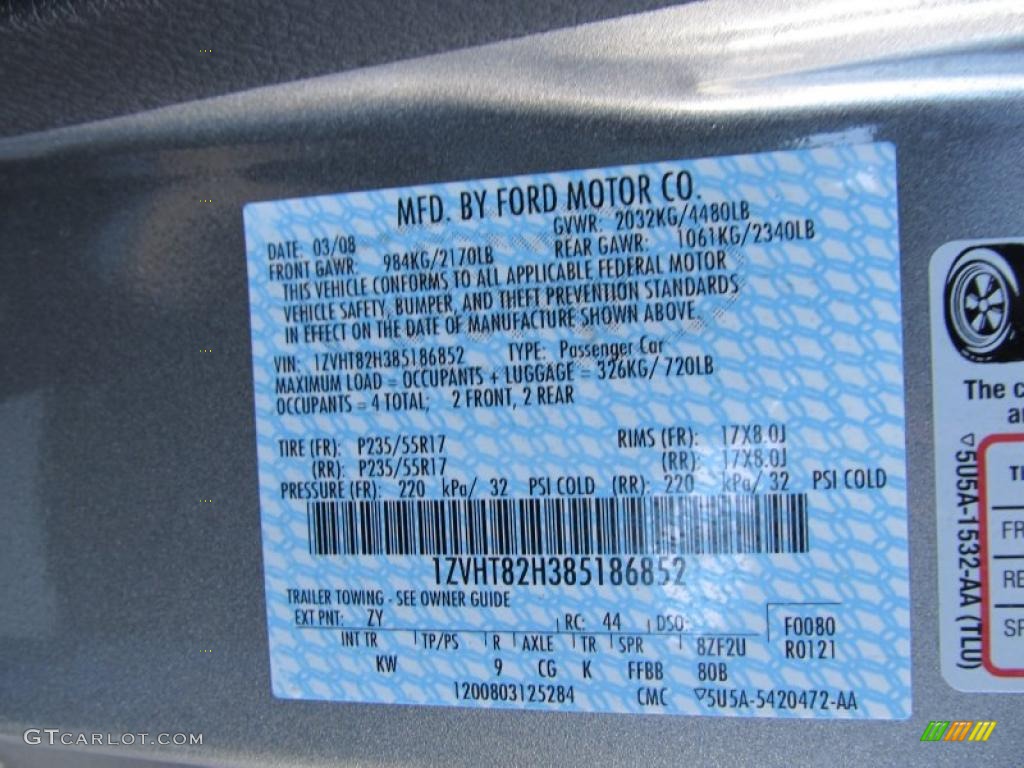 MFD. BY FORD MOTOR CO.
DATE: 03/08 GVWR: 2032KG/4480LB
FRONT GAWR: 984KG/2170LB REAR GAWR: 1061KG/2340LB
THIS VEHICLE CONFORMS TO ALL APPLICABLE FEDERAL MOTOR
VEHICLE SAFETY, BUMPER, AND THEFT PREVENTION STANDARDS
IN EFFECT ON THE DATE OF MANUFACTURE SHOWN ABOVE.
VIN: 1ZVHT82H385186852 TYPE: Passenger Car
MAXIMUM LOAD = OCCUPANTS + LUGGAGE = 326KG/ 720LB
OCCUPANTS = 4 TOTAL; 2 FRONT, 2 REAR
TIRE (FR): P235/55R17 RIMS (FR): 17X8.0J
(RR): P235/55R17 (RR): 17X8.0J
PRESSURE (FR): 220 kPa/ 32 PSI COLD (RR): 220 kPa/ 32 PSI COLD
1ZVHT82H385186852
TRAILER TOWING - SEE OWNER GUIDE
EXT PNT: ZY RC: 44 DSO: F0080
INT TR TP/PS R AXLE TR SPR 8ZF2U R0121
KW 9 CG K FFBB 80B
1200803125284 CMC ▽5U5A-5420472-AA
The c
an
▽5U5A-1532-AA (TLU)
TI
FR
RE
SP
GTCARLOT.COM